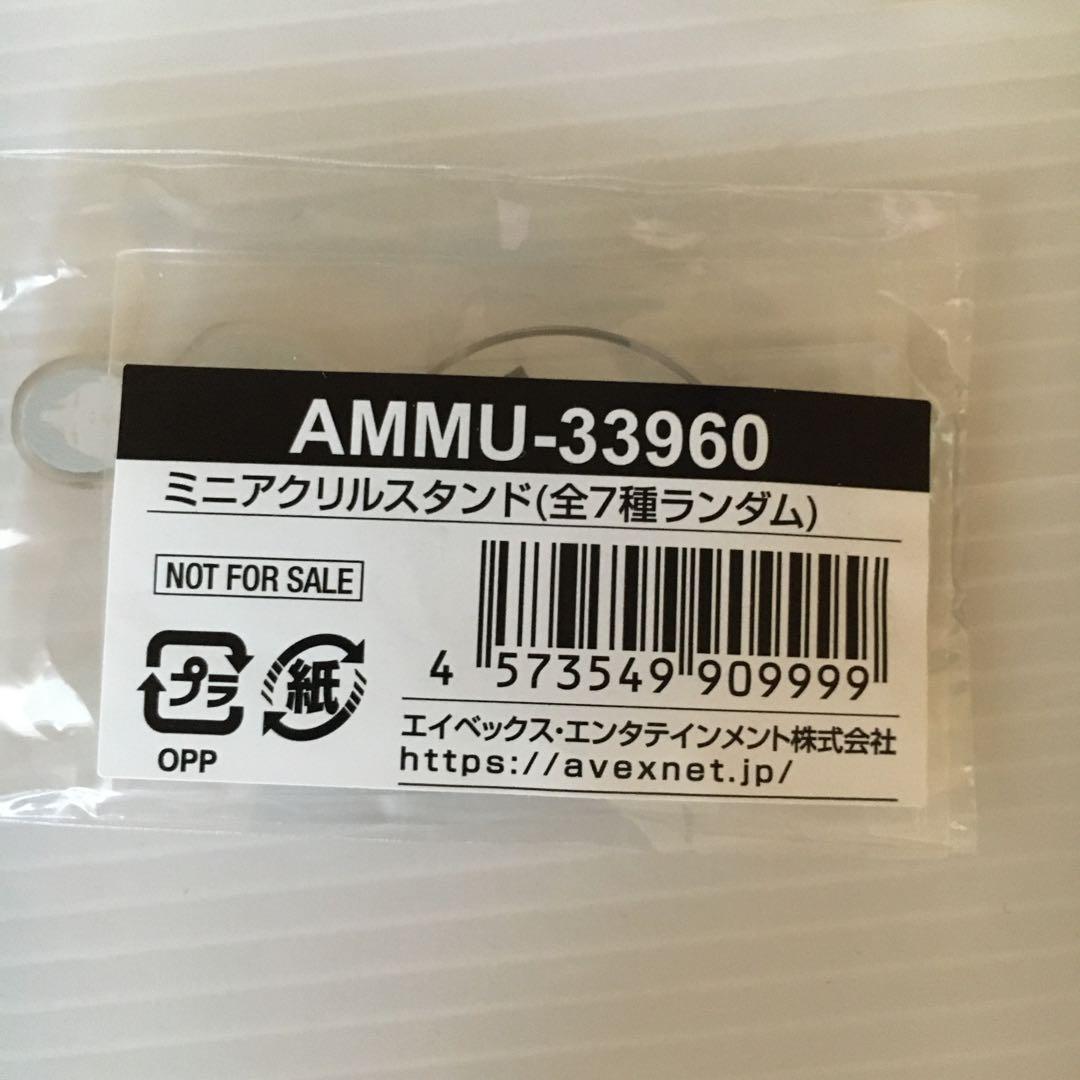 AMMU-33960
ミニアクリルスタンド(全7種ランダム)
NOT FOR SALE
プラ
紙
OPP
4 573549 909999
エイベックス・エンタテインメント株式会社
https://avexnet.jp/